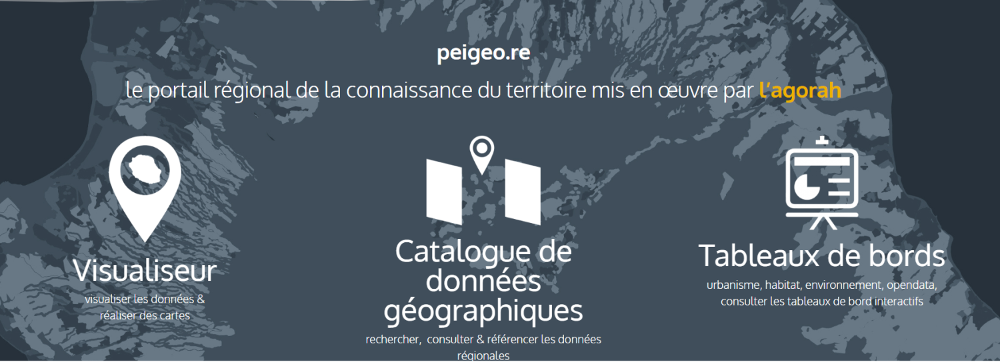 peigeo.re
le portail régional de la connaissance du territoire mis en œuvre par l'agorah
Visualiseur
visualiser les données &
réaliser des cartes
Catalogue de
données
géographiques
rechercher, consulter & référencer les données
régionales
Tableaux de bords
urbanisme, habitat, environnement, opendata,
consulter les tableaux de bord interactifs